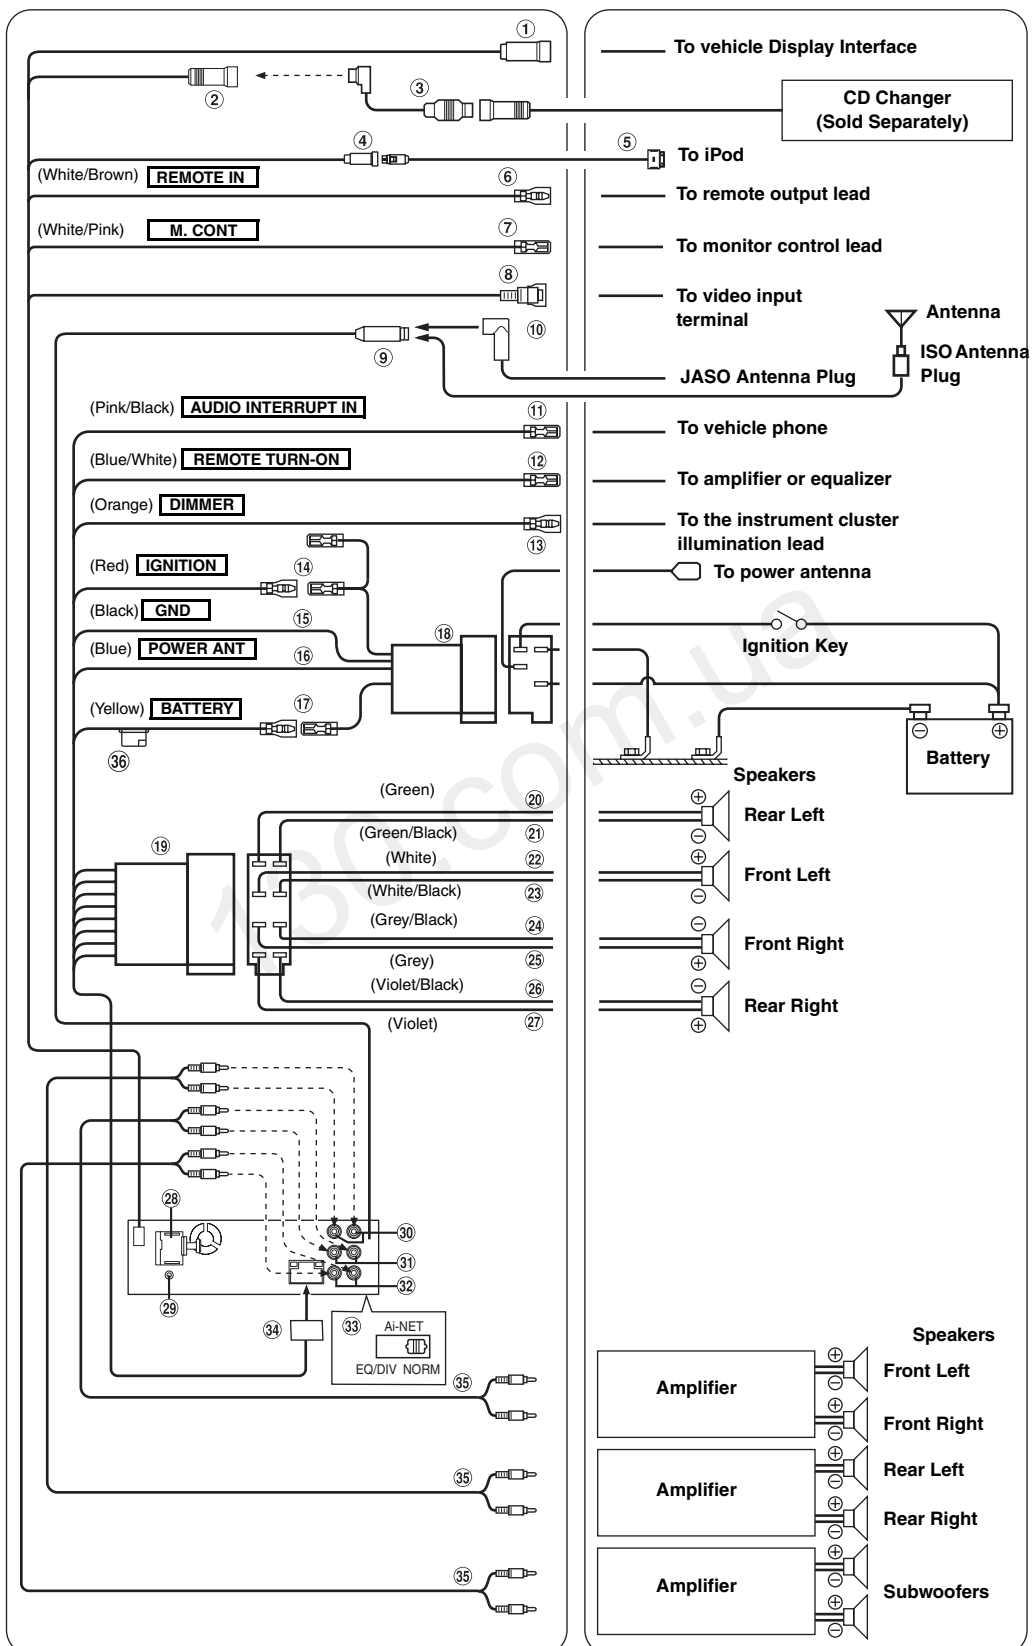 ①
To vehicle Display Interface
②
③
CD Changer
(Sold Separately)
④
⑤
To iPod
(White/Brown) REMOTE IN
⑥
To remote output lead
(White/Pink) M. CONT
⑦
To monitor control lead
⑧
To video input
terminal
⑨
⑩
Antenna
ISO Antenna
Plug
JASO Antenna Plug
(Pink/Black) AUDIO INTERRUPT IN
⑪
To vehicle phone
(Blue/White) REMOTE TURN-ON
⑫
To amplifier or equalizer
(Orange) DIMMER
⑬
To the instrument cluster
illumination lead
(Red) IGNITION
⑭
To power antenna
(Black) GND
⑮
⑱
Ignition Key
(Blue) POWER ANT
⑯
(Yellow) BATTERY
⑰
㊱
⊖ ⊕
Battery
Speakers
(Green)
⑳
⊕
Rear Left
⑲
(Green/Black)
㉑
⊖
(White)
㉒
⊕
Front Left
(White/Black)
㉓
⊖
(Grey/Black)
㉔
⊖
Front Right
(Grey)
㉕
⊕
(Violet/Black)
㉖
⊖
Rear Right
(Violet)
㉗
⊕
㉘
㉙
㉚
㉛
㉜
㉝
Ai-NET
EQ/DIV NORM
㉞
㉟
㉟
㉟
Speakers
Amplifier
⊕
Front Left
⊖
⊕
Front Right
⊖
Amplifier
⊕
Rear Left
⊖
⊕
Rear Right
⊖
Amplifier
⊕
⊖
Subwoofers
⊕
⊖
130.com.ua